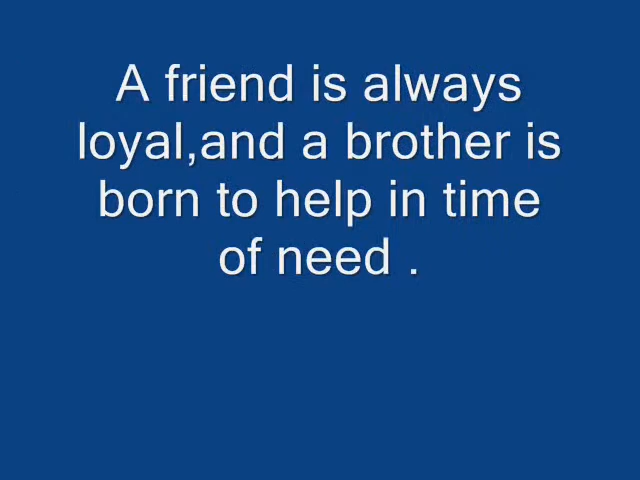 A friend is always
loyal,and a brother is
born to help in time
of need .